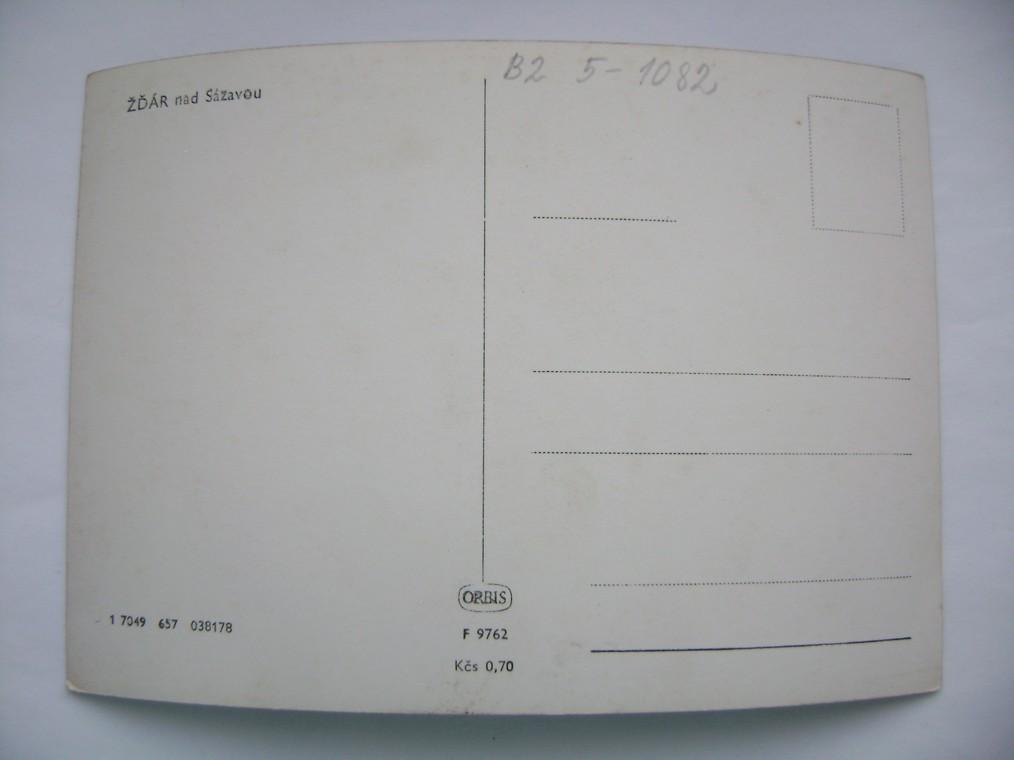 B2 5-1082
ŽĎÁR nad Sázavou
1 7049 657 038178
ORBIS
F 9762
Kčs 0,70